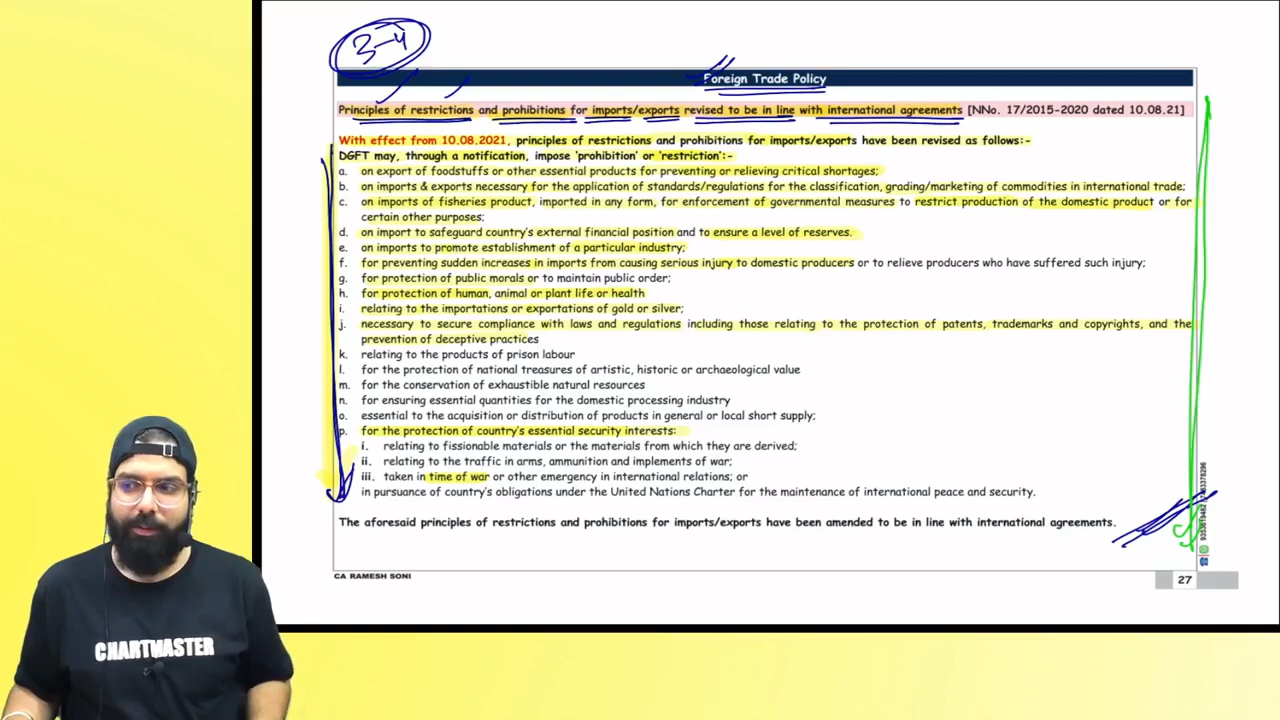 3-4
Foreign Trade Policy
Principles of restrictions and prohibitions for imports/exports revised to be in line with international agreements [NNo. 17/2015-2020 dated 10.08.21]
With effect from 10.08.2021, principles of restrictions and prohibitions for imports/exports have been revised as follows:-
DGFT may, through a notification, impose 'prohibition' or 'restriction':-
a. on export of foodstuffs or other essential products for preventing or relieving critical shortages;
b. on imports & exports necessary for the application of standards/regulations for the classification, grading/marketing of commodities in international trade;
c. on imports of fisheries product, imported in any form, for enforcement of governmental measures to restrict production of the domestic product or for
certain other purposes;
d. on import to safeguard country's external financial position and to ensure a level of reserves.
e. on imports to promote establishment of a particular industry;
f. for preventing sudden increases in imports from causing serious injury to domestic producers or to relieve producers who have suffered such injury;
g. for protection of public morals or to maintain public order;
h. for protection of human, animal or plant life or health
i. relating to the importations or exportations of gold or silver;
j. necessary to secure compliance with laws and regulations including those relating to the protection of patents, trademarks and copyrights, and the
prevention of deceptive practices
k. relating to the products of prison labour
l. for the protection of national treasures of artistic, historic or archaeological value
m. for the conservation of exhaustible natural resources
n. for ensuring essential quantities for the domestic processing industry
o. essential to the acquisition or distribution of products in general or local short supply;
p. for the protection of country's essential security interests:
i. relating to fissionable materials or the materials from which they are derived;
ii. relating to the traffic in arms, ammunition and implements of war;
iii. taken in time of war or other emergency in international relations; or
in pursuance of country's obligations under the United Nations Charter for the maintenance of international peace and security.
The aforesaid principles of restrictions and prohibitions for imports/exports have been amended to be in line with international agreements.
CA RAMESH SONI
27
CHARTMASTER